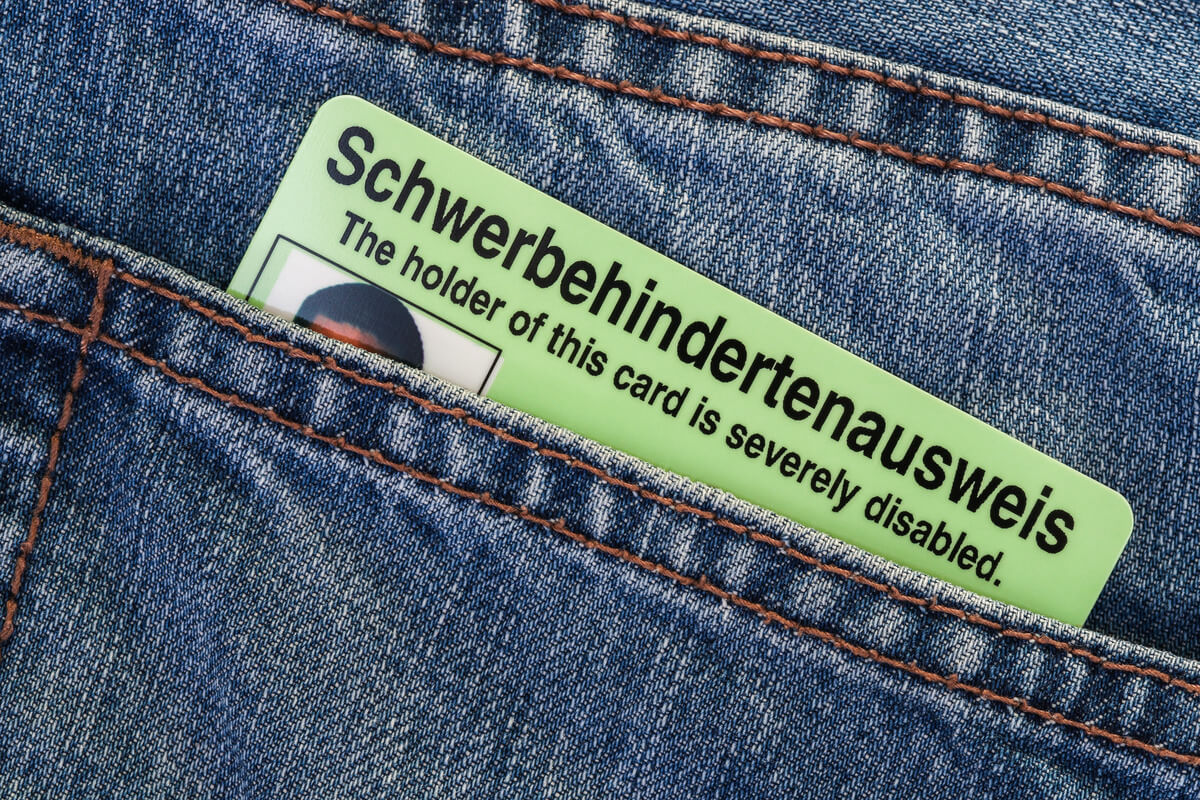 Schwerbehindertenausweis
The holder of this card is severely disabled.